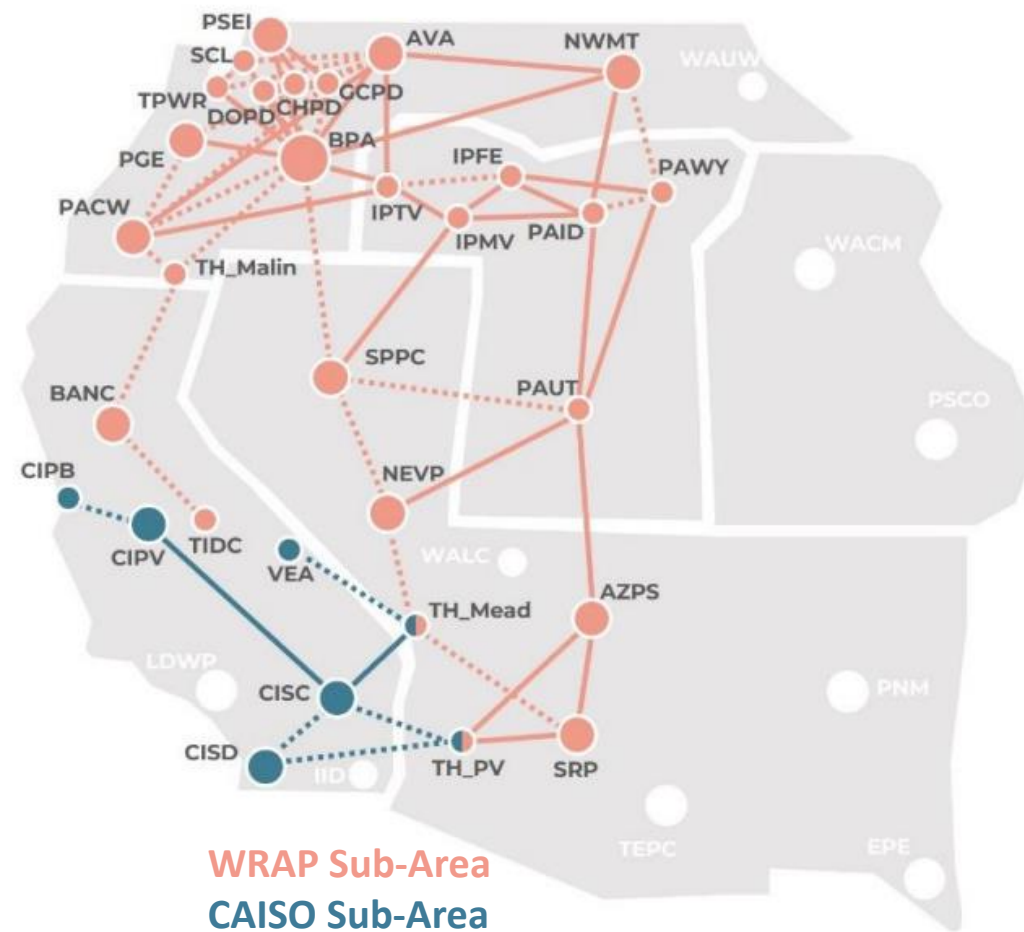 PSEI
AVA
NWMT
SCL
WAUW
TPWR
DOPD
CHPD
GCPD
PGE
BPA
IPFE
PAWY
PACW
IPTV
IPMV
PAID
WACM
TH_Malin
SPPC
PAUT
BANC
PSCO
CIPB
NEVP
CIPV
TIDC
VEA
WALC
AZPS
TH_Mead
LDWP
CISC
PNM
CISD
IID
TH_PV
SRP
TEPC
EPE
WRAP Sub-Area
CAISO Sub-Area